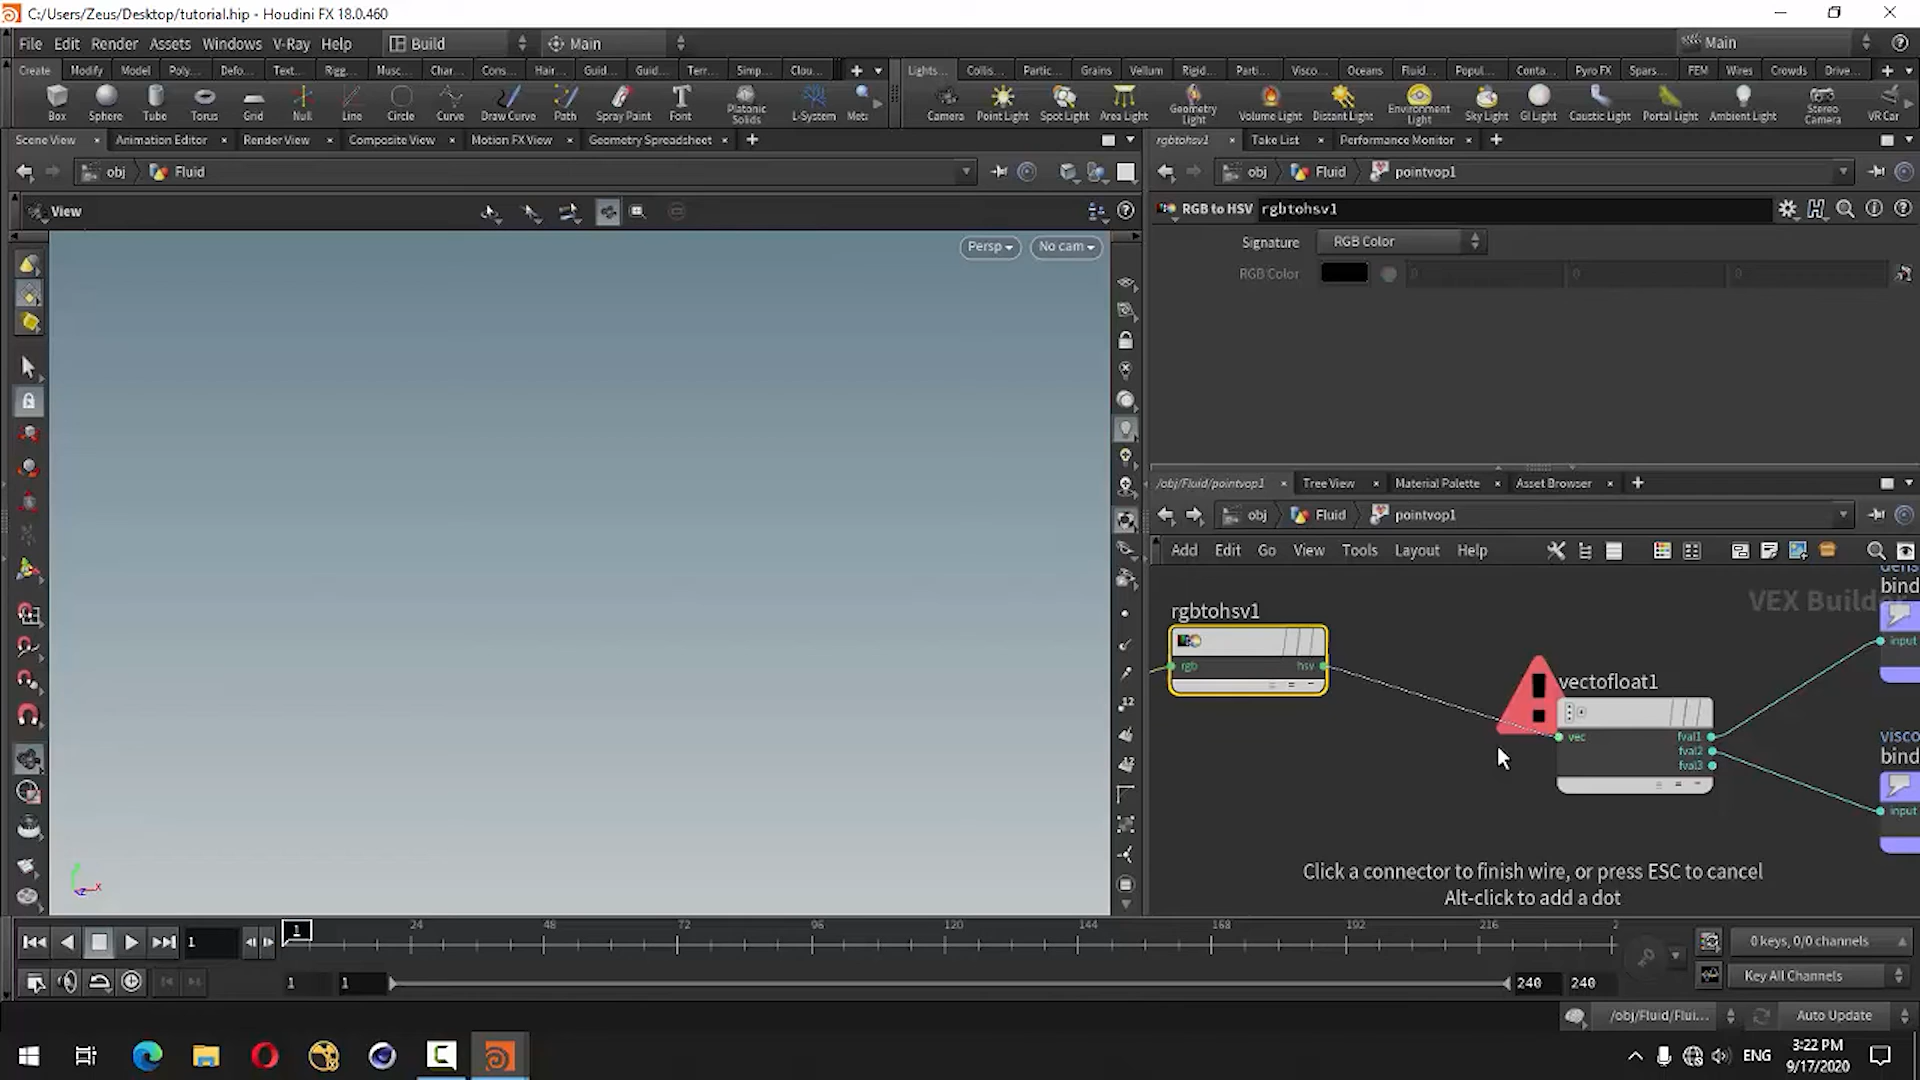 C:/Users/Zeus/Desktop/tutorial.hip - Houdini FX 18.0.460
File Edit Render Assets Windows V-Ray Help Build Main Main
Create Modify Model Poly... Defo... Text... Rigg... Musc... Char... Cons... Hair... Guid... Guid... Terr... Simp... Clou... Lights... Collis... Partic... Grains Vellum Rigid... Parti... Visco... Oceans Fluid... Popul... Conta... Pyro FX Spars... FEM Wires Crowds Drive...
Box Sphere Tube Torus Grid Null Line Circle Curve Draw Curve Path Spray Paint Font Platonic Solids L-System Meta Camera Point Light Spot Light Area Light Geometry Light Volume Light Distant Light Environment Light Sky Light GI Light Caustic Light Portal Light Ambient Light Stereo Camera VR Car
Scene View Animation Editor Render View Composite View Motion FX View Geometry Spreadsheet rgbtohsv1 Take List Performance Monitor
obj Fluid obj Fluid pointvop1
View RGB to HSV rgbtohsv1
Persp No cam Signature RGB Color
RGB Color 0 0 0
/obj/Fluid/pointvop1 Tree View Material Palette Asset Browser
obj Fluid pointvop1
Add Edit Go View Tools Layout Help
bind
VEX Builder
rgbtohsv1
input
rgb hsv
vectofloat1
visco
vec fval1
fval2
fval3
bind
input
Click a connector to finish wire, or press ESC to cancel
Alt-click to add a dot
x
z
1 1 24 48 72 96 120 144 168 192 216 2 0 keys, 0/0 channels
1 1 240 240 Key All Channels
/obj/Fluid/Flui... Auto Update
ENG 3:22 PM
9/17/2020